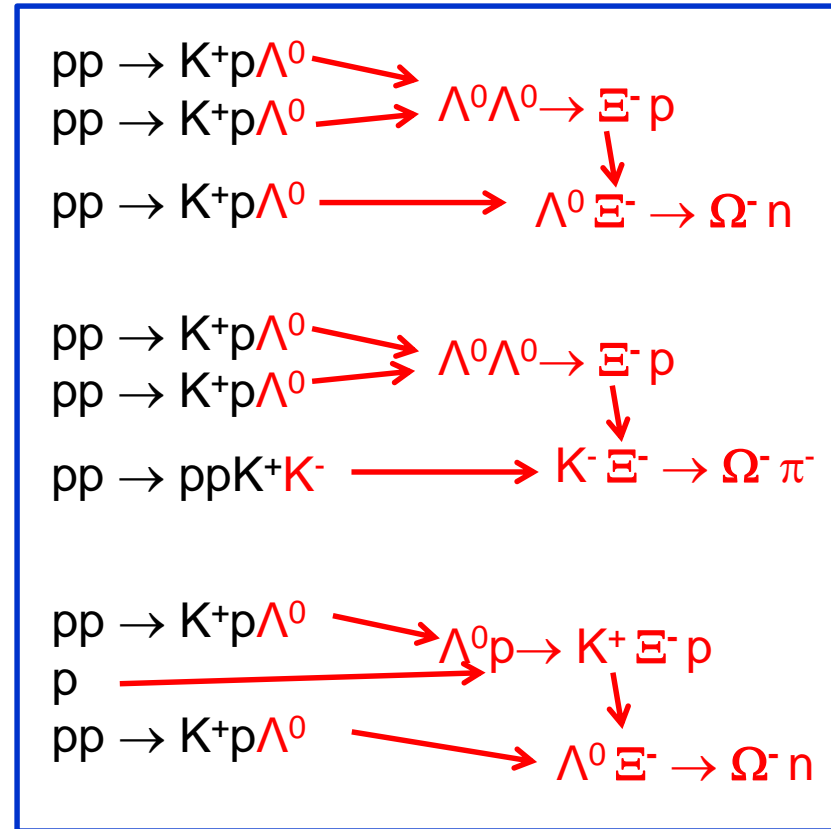 pp → K⁺pΛ⁰
pp → K⁺pΛ⁰
Λ⁰Λ⁰→ Ξ⁻ p
pp → K⁺pΛ⁰
Λ⁰ Ξ⁻ → Ω⁻ n
pp → K⁺pΛ⁰
pp → K⁺pΛ⁰
Λ⁰Λ⁰→ Ξ⁻ p
pp → ppK⁺K⁻
K⁻ Ξ⁻ → Ω⁻ π⁻
pp → K⁺pΛ⁰
p
Λ⁰p→ K⁺ Ξ⁻ p
pp → K⁺pΛ⁰
Λ⁰ Ξ⁻ → Ω⁻ n